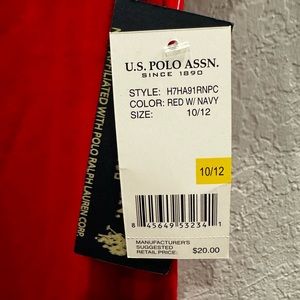 U.S. POLO ASSN.
SINCE 1890
STYLE: H7HA91RNPC
COLOR: RED W/ NAVY
SIZE: 10/12
10/12
8 45649 53234 1
MANUFACTURER'S
SUGGESTED
RETAIL PRICE: $20.00
AFFILIATED WITH POLO RALPH LAUREN CORP.